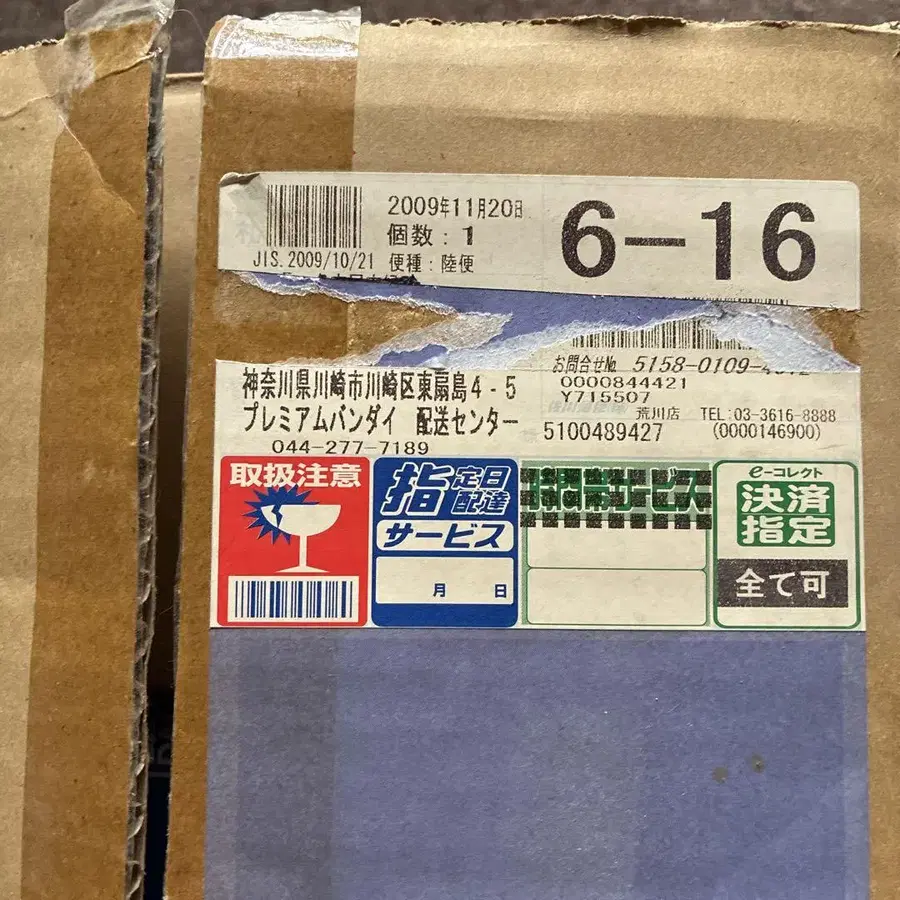 2009年11月20日
個数：1
6-16
JIS.2009/10/21 便種：陸便
お問合せ№ 5158-0109-
0000844421
Y715507
神奈川県川崎市川崎区東扇島4-5
プレミアムバンダイ 配送センター
044-277-7189
荒川店 TEL:03-3616-8888
5100489427 (0000146900)
取扱注意
指定日配達
サービス
月 日
e-コレクト
決済
指定
全て可